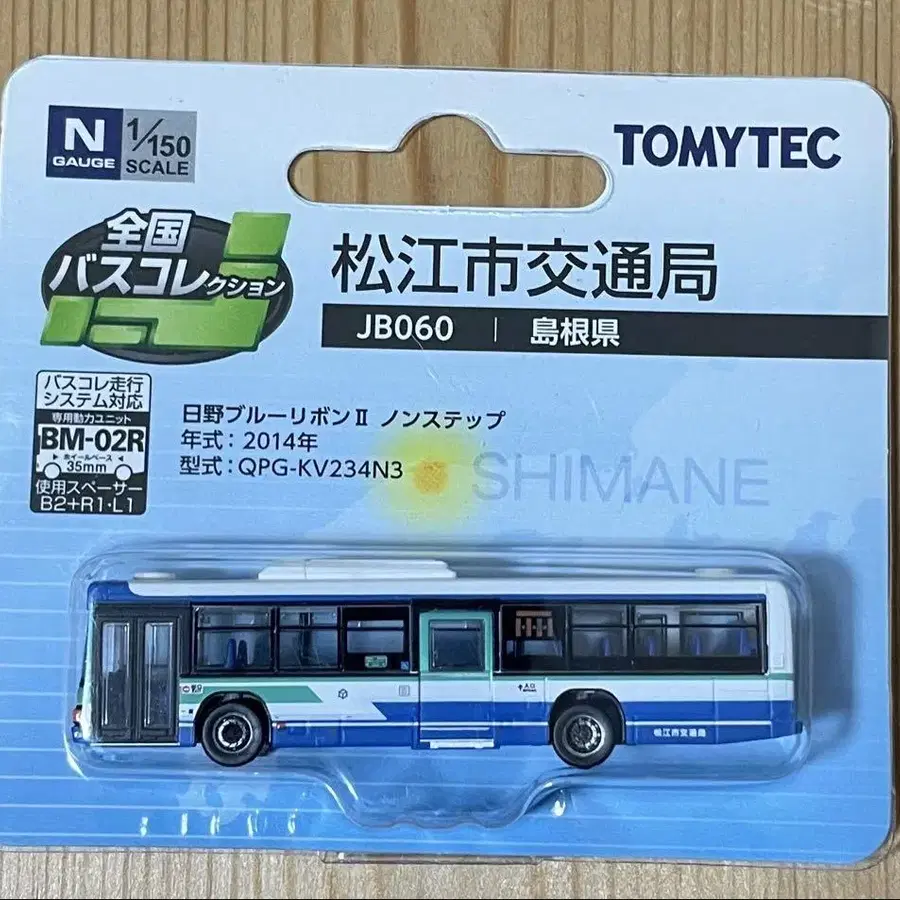 N
GAUGE
1/150
SCALE
TOMYTEC
全国
バスコレクション
松江市交通局
JB060 | 島根県
バスコレ走行
システム対応
専用動力ユニット
BM-02R
ホイールベース
35mm
使用スペーサー
B2+R1・L1
日野ブルーリボンⅡ ノンステップ
年式：2014年
型式：QPG-KV234N3
SHIMANE
入口
松江市交通局